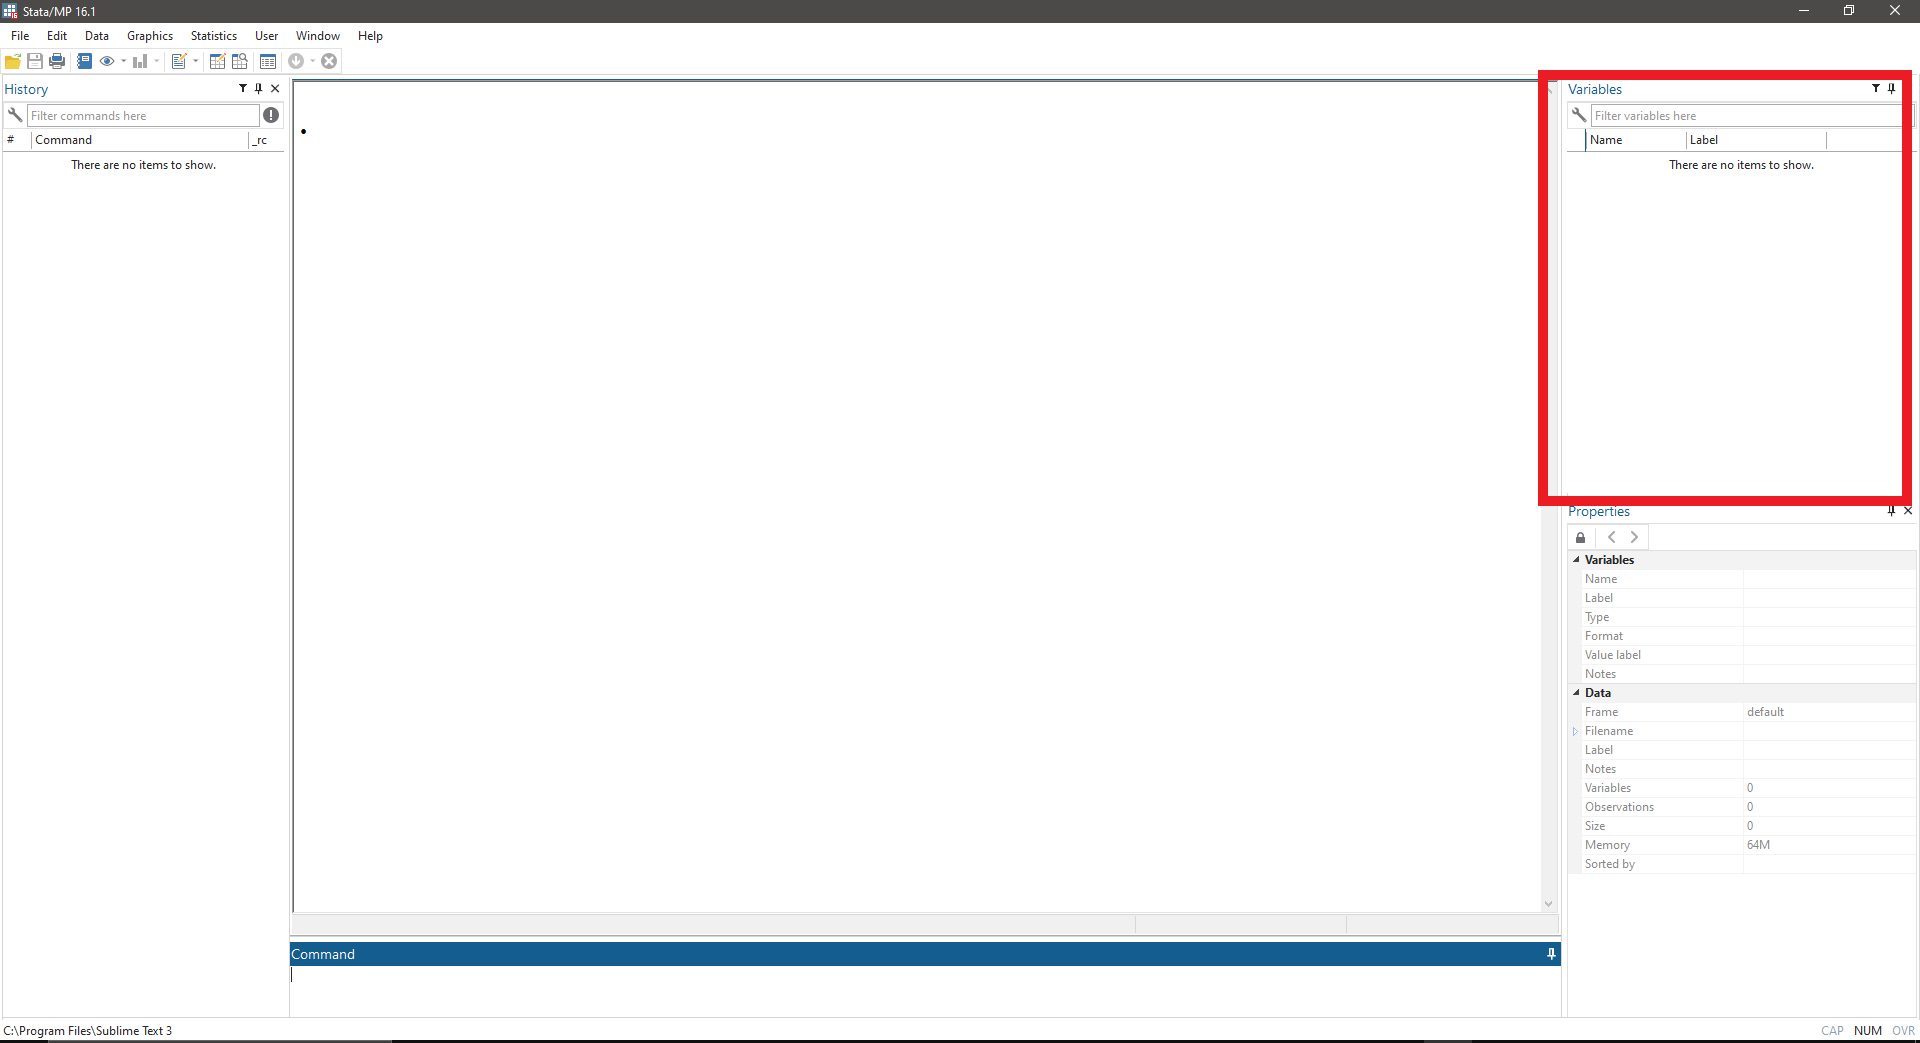 Stata/MP 16.1
File Edit Data Graphics Statistics User Window Help
History
Filter commands here
# Command _rc
There are no items to show.
Command
Variables
Filter variables here
Name Label
There are no items to show.
Properties
Variables
Name
Label
Type
Format
Value label
Notes
Data
Frame default
Filename
Label
Notes
Variables 0
Observations 0
Size 0
Memory 64M
Sorted by
C:\Program Files\Sublime Text 3
CAP NUM OVR